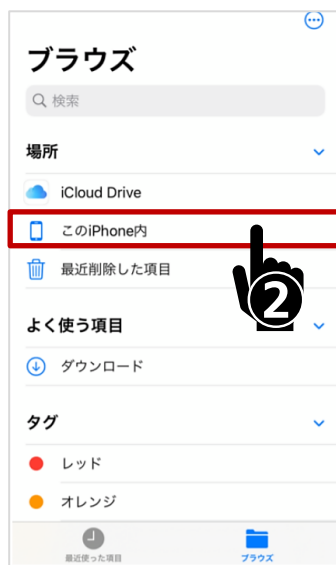 ブラウズ
検索
場所
iCloud Drive
このiPhone内
最近削除した項目
2
よく使う項目
ダウンロード
タグ
レッド
オレンジ
最近使った項目
ブラウズ